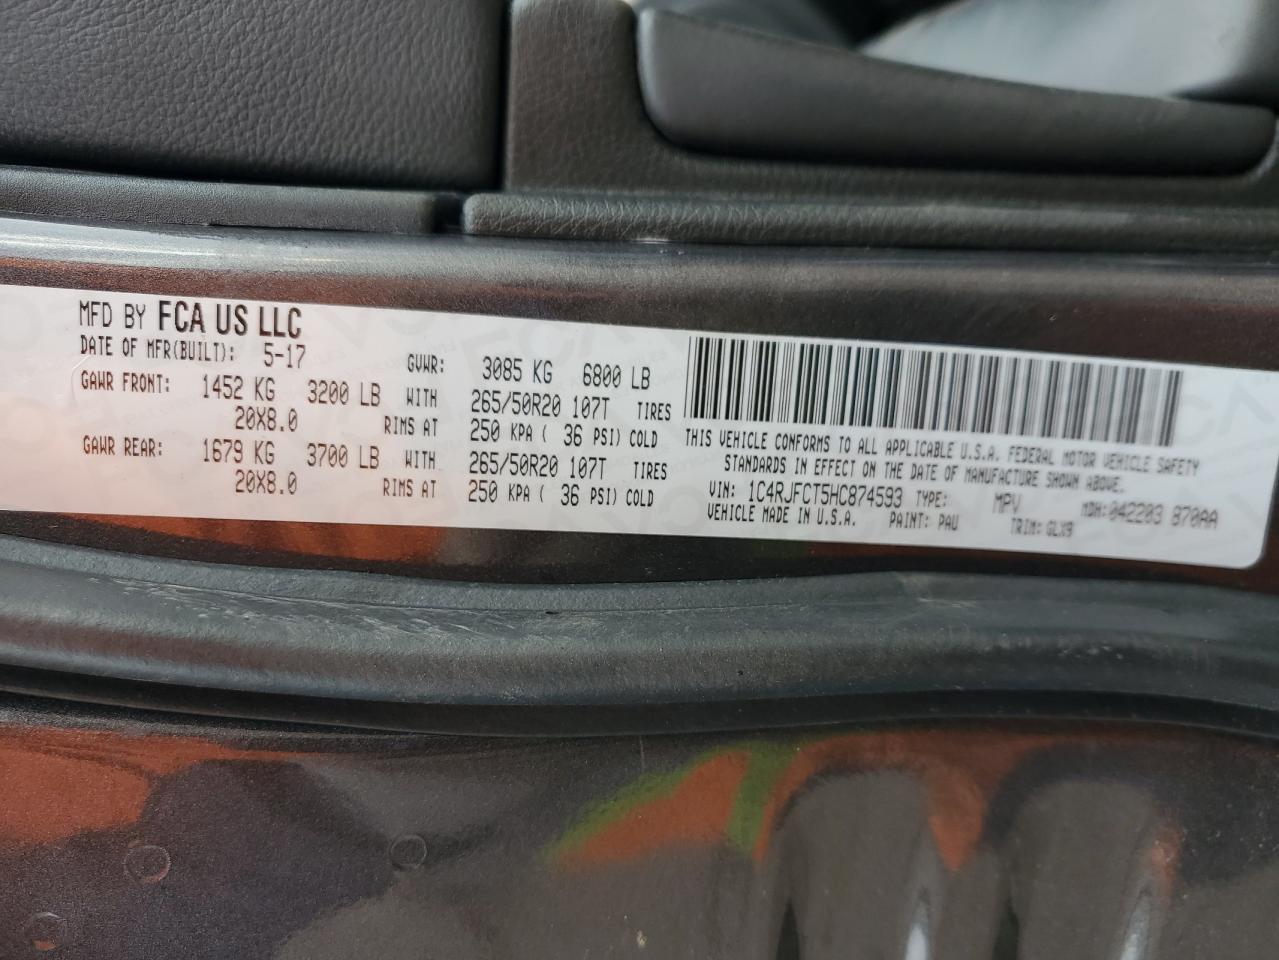 MFD BY FCA US LLC
DATE OF MFR(BUILT): 5-17 GVWR: 3085 KG 6800 LB
GAWR FRONT: 1452 KG 3200 LB WITH 265/50R20 107T TIRES
20X8.0 RIMS AT 250 KPA ( 36 PSI) COLD
GAWR REAR: 1679 KG 3700 LB WITH 265/50R20 107T TIRES
20X8.0 RIMS AT 250 KPA ( 36 PSI) COLD
THIS VEHICLE CONFORMS TO ALL APPLICABLE U.S.A. FEDERAL MOTOR VEHICLE SAFETY
STANDARDS IN EFFECT ON THE DATE OF MANUFACTURE SHOWN ABOVE.
VIN: 1C4RJFCT5HC874593 TYPE: MPV MDH:042203 870AA
VEHICLE MADE IN U.S.A. PAINT: PAU TRIM: GLX9